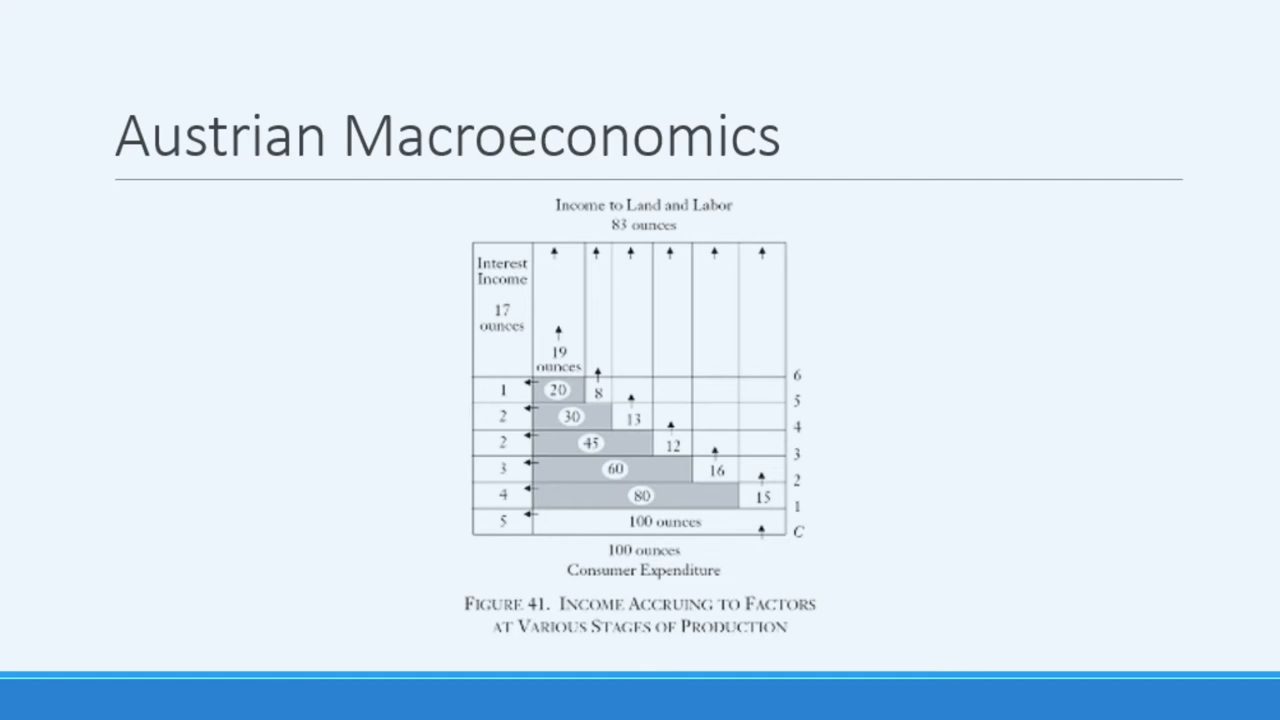 Austrian Macroeconomics
Income to Land and Labor
83 ounces
Interest
Income
17
ounces
19
ounces
6
1 20 8
5
2 30 13
4
2 45 12
3
3 60 16
2
4 80 15
1
5 100 ounces
C
100 ounces
Consumer Expenditure
FIGURE 41. INCOME ACCRUING TO FACTORS
AT VARIOUS STAGES OF PRODUCTION